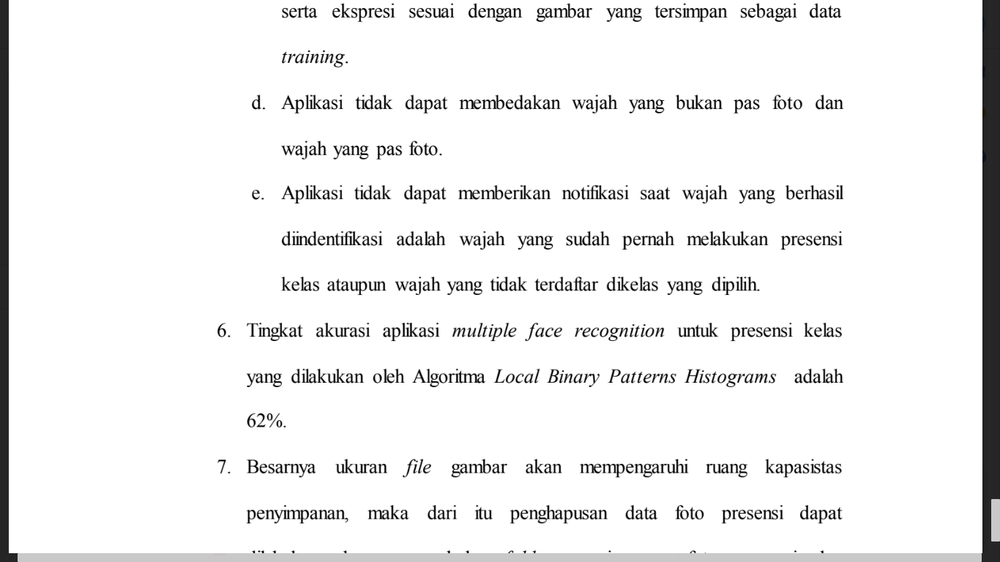 serta ekspresi sesuai dengan gambar yang tersimpan sebagai data
training.
d. Aplikasi tidak dapat membedakan wajah yang bukan pas foto dan
wajah yang pas foto.
e. Aplikasi tidak dapat memberikan notifikasi saat wajah yang berhasil
diindentifikasi adalah wajah yang sudah pernah melakukan presensi
kelas ataupun wajah yang tidak terdaftar dikelas yang dipilih.
6. Tingkat akurasi aplikasi multiple face recognition untuk presensi kelas
yang dilakukan oleh Algoritma Local Binary Patterns Histograms adalah
62%.
7. Besarnya ukuran file gambar akan mempengaruhi ruang kapasistas
penyimpanan, maka dari itu penghapusan data foto presensi dapat